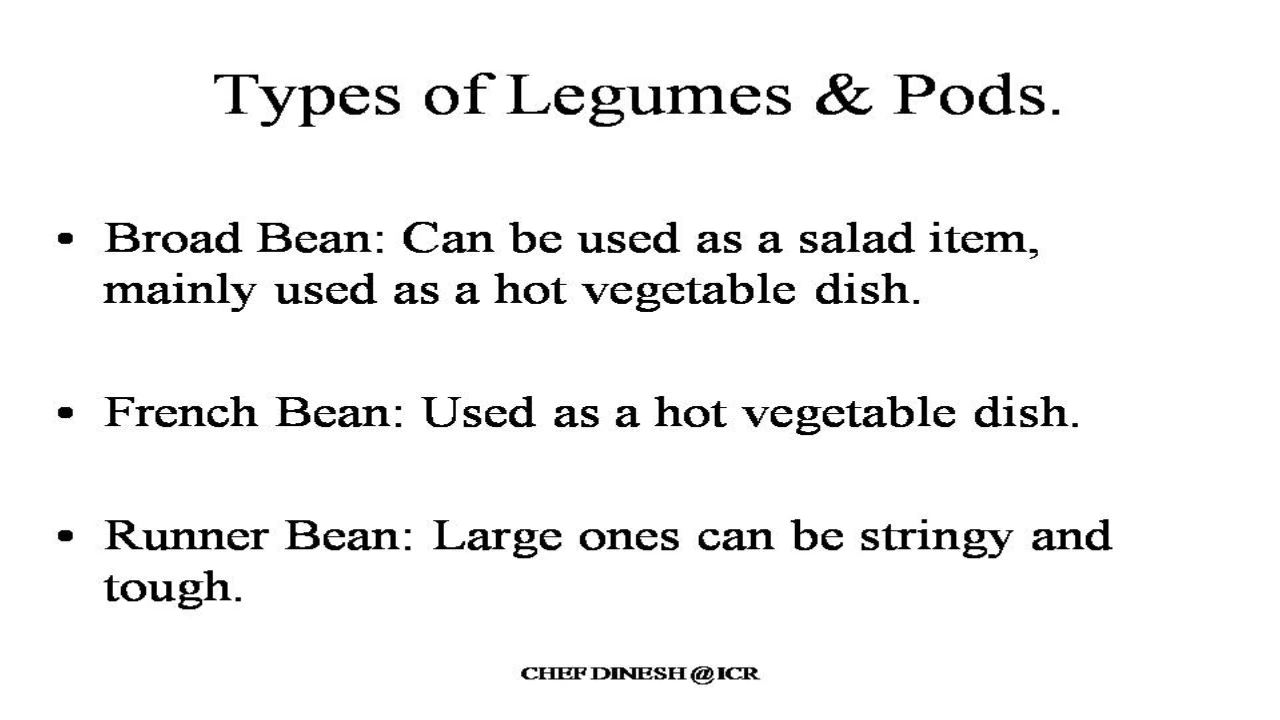 Types of Legumes & Pods.
• Broad Bean: Can be used as a salad item,
mainly used as a hot vegetable dish.
• French Bean: Used as a hot vegetable dish.
• Runner Bean: Large ones can be stringy and
tough.
CHEF DINESH @ ICR